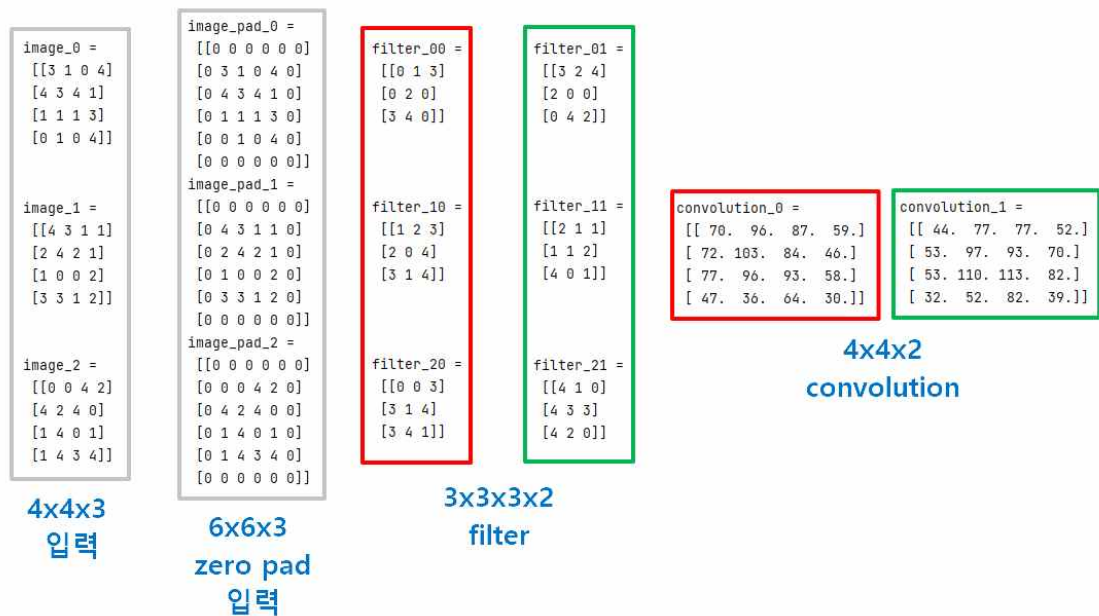 image_0 =
[[3 1 0 4]
[4 3 4 1]
[1 1 1 3]
[0 1 0 4]]
image_1 =
[[4 3 1 1]
[2 4 2 1]
[1 0 0 2]
[3 3 1 2]]
image_2 =
[[0 0 4 2]
[4 2 4 0]
[1 4 0 1]
[1 4 3 4]]
4x4x3
입력
image_pad_0 =
[[0 0 0 0 0 0]
[0 3 1 0 4 0]
[0 4 3 4 1 0]
[0 1 1 1 3 0]
[0 0 1 0 4 0]
[0 0 0 0 0 0]]
image_pad_1 =
[[0 0 0 0 0 0]
[0 4 3 1 1 0]
[0 2 4 2 1 0]
[0 1 0 0 2 0]
[0 3 3 1 2 0]
[0 0 0 0 0 0]]
image_pad_2 =
[[0 0 0 0 0 0]
[0 0 0 4 2 0]
[0 4 2 4 0 0]
[0 1 4 0 1 0]
[0 1 4 3 4 0]
[0 0 0 0 0 0]]
6x6x3
zero pad
입력
filter_00 =
[[0 1 3]
[0 2 0]
[3 4 0]]
filter_10 =
[[1 2 3]
[2 0 4]
[3 1 4]]
filter_20 =
[[0 0 3]
[3 1 4]
[3 4 1]]
filter_01 =
[[3 2 4]
[2 0 0]
[0 4 2]]
filter_11 =
[[2 1 1]
[1 1 2]
[4 0 1]]
filter_21 =
[[4 1 0]
[4 3 3]
[4 2 0]]
3x3x3x2
filter
convolution_0 =
[[ 70. 96. 87. 59.]
[ 72. 103. 84. 46.]
[ 77. 96. 93. 58.]
[ 47. 36. 64. 30.]]
convolution_1 =
[[ 44. 77. 77. 52.]
[ 53. 97. 93. 70.]
[ 53. 110. 113. 82.]
[ 32. 52. 82. 39.]]
4x4x2
convolution